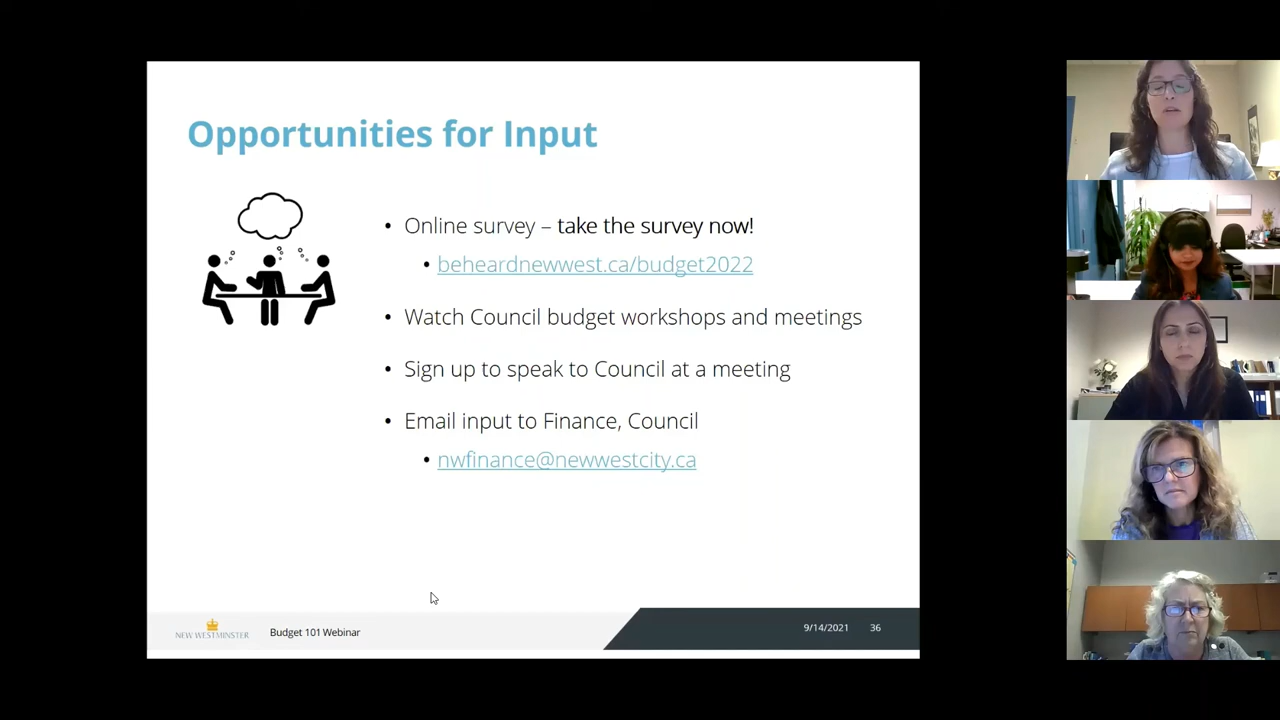 Opportunities for Input
• Online survey – take the survey now!
• beheardnewwest.ca/budget2022
• Watch Council budget workshops and meetings
• Sign up to speak to Council at a meeting
• Email input to Finance, Council
• nwfinance@newwestcity.ca
NEW WESTMINSTER
Budget 101 Webinar
9/14/2021
36